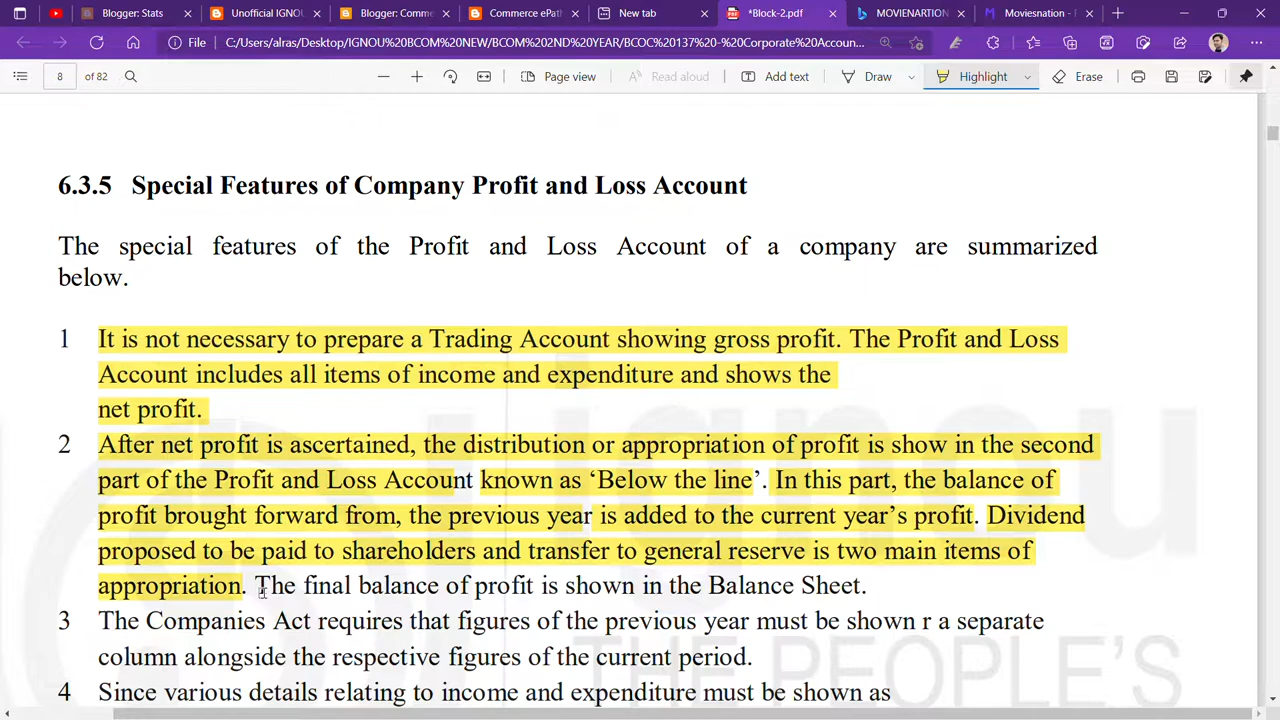 Blogger: Stats
Unofficial IGNOU
Blogger: Comme
Commerce ePath
New tab
*Block-2.pdf
MOVIENARTION
Moviesnation -
File
C:/Users/alras/Desktop/IGNOU%20BCOM%20NEW/BCOM%202ND%20YEAR/BCOC%20137%20-%20Corporate%20Accoun...
8 of 82
Page view
Read aloud
Add text
Draw
Highlight
Erase
6.3.5 Special Features of Company Profit and Loss Account
The special features of the Profit and Loss Account of a company are summarized
below.
1 It is not necessary to prepare a Trading Account showing gross profit. The Profit and Loss
Account includes all items of income and expenditure and shows the
net profit.
2 After net profit is ascertained, the distribution or appropriation of profit is show in the second
part of the Profit and Loss Account known as ‘Below the line’. In this part, the balance of
profit brought forward from, the previous year is added to the current year’s profit. Dividend
proposed to be paid to shareholders and transfer to general reserve is two main items of
appropriation. The final balance of profit is shown in the Balance Sheet.
3 The Companies Act requires that figures of the previous year must be shown r a separate
column alongside the respective figures of the current period.
4 Since various details relating to income and expenditure must be shown as
ignou
THE PEOPLE'S